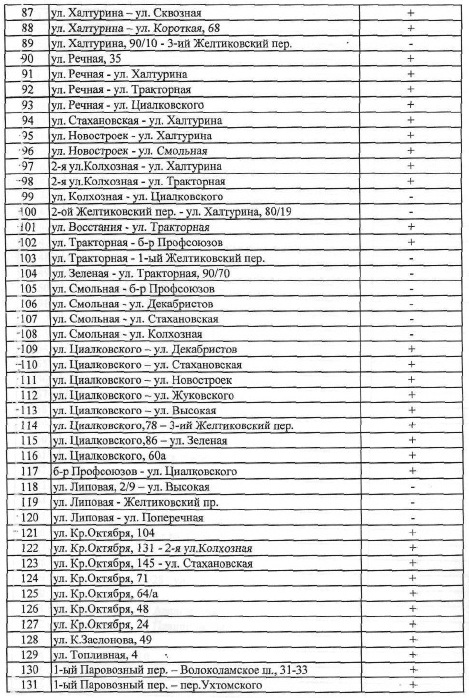 87 ул. Халтурина – ул. Сквозная +
88 ул. Халтурина – ул. Короткая, 68 +
89 ул. Халтурина, 90/10 - 3-ий Желтиковский пер. -
90 ул. Речная, 35 +
91 ул. Речная - ул. Халтурина +
92 ул. Речная - ул. Тракторная +
93 ул. Речная - ул. Циалковского +
94 ул. Стахановская - ул. Халтурина +
95 ул. Новостроек - ул. Халтурина +
96 ул. Новостроек - ул. Смольная +
97 2-я ул.Колхозная - ул. Халтурина +
98 2-я ул.Колхозная - ул. Тракторная +
99 ул. Колхозная - ул. Циалковского -
100 2-ой Желтиковский пер. - ул. Халтурина, 80/19 -
101 ул. Восстания - ул. Тракторная +
102 ул. Тракторная - б-р Профсоюзов +
103 ул. Тракторная - 1-ый Желтиковский пер. -
104 ул. Зеленая - ул. Тракторная, 90/70 -
105 ул. Смольная - б-р Профсоюзов -
106 ул. Смольная - ул. Декабристов -
107 ул. Смольная - ул. Стахановская -
108 ул. Смольная - ул. Колхозная -
109 ул. Циалковского – ул. Декабристов +
110 ул. Циалковского – ул. Стахановская +
111 ул. Циалковского – ул. Новостроек +
112 ул. Циалковского – ул. Жуковского +
113 ул. Циалковского – ул. Высокая +
114 ул. Циалковского,78 – 3-ий Желтиковский пер. +
115 ул. Циалковского,86 – ул. Зеленая +
116 ул. Циалковского, 60а +
117 б-р Профсоюзов - ул. Циалковского +
118 ул. Липовая, 2/9 – ул. Высокая -
119 ул. Липовая - Желтиковский пр. -
120 ул. Липовая - ул. Поперечная -
121 ул. Кр.Октября, 104 +
122 ул. Кр.Октября, 131 - 2-я ул.Колхозная +
123 ул. Кр.Октября, 145 - ул. Стахановская +
124 ул. Кр.Октября, 71 +
125 ул. Кр.Октября, 64/а +
126 ул. Кр.Октября, 48 +
127 ул. Кр.Октября, 24 +
128 ул. К.Заслонова, 49 +
129 ул. Топливная, 4 +
130 1-ый Паровозный пер. – Волоколамское ш., 31-33 +
131 1-ый Паровозный пер. – пер.Ухтомского +